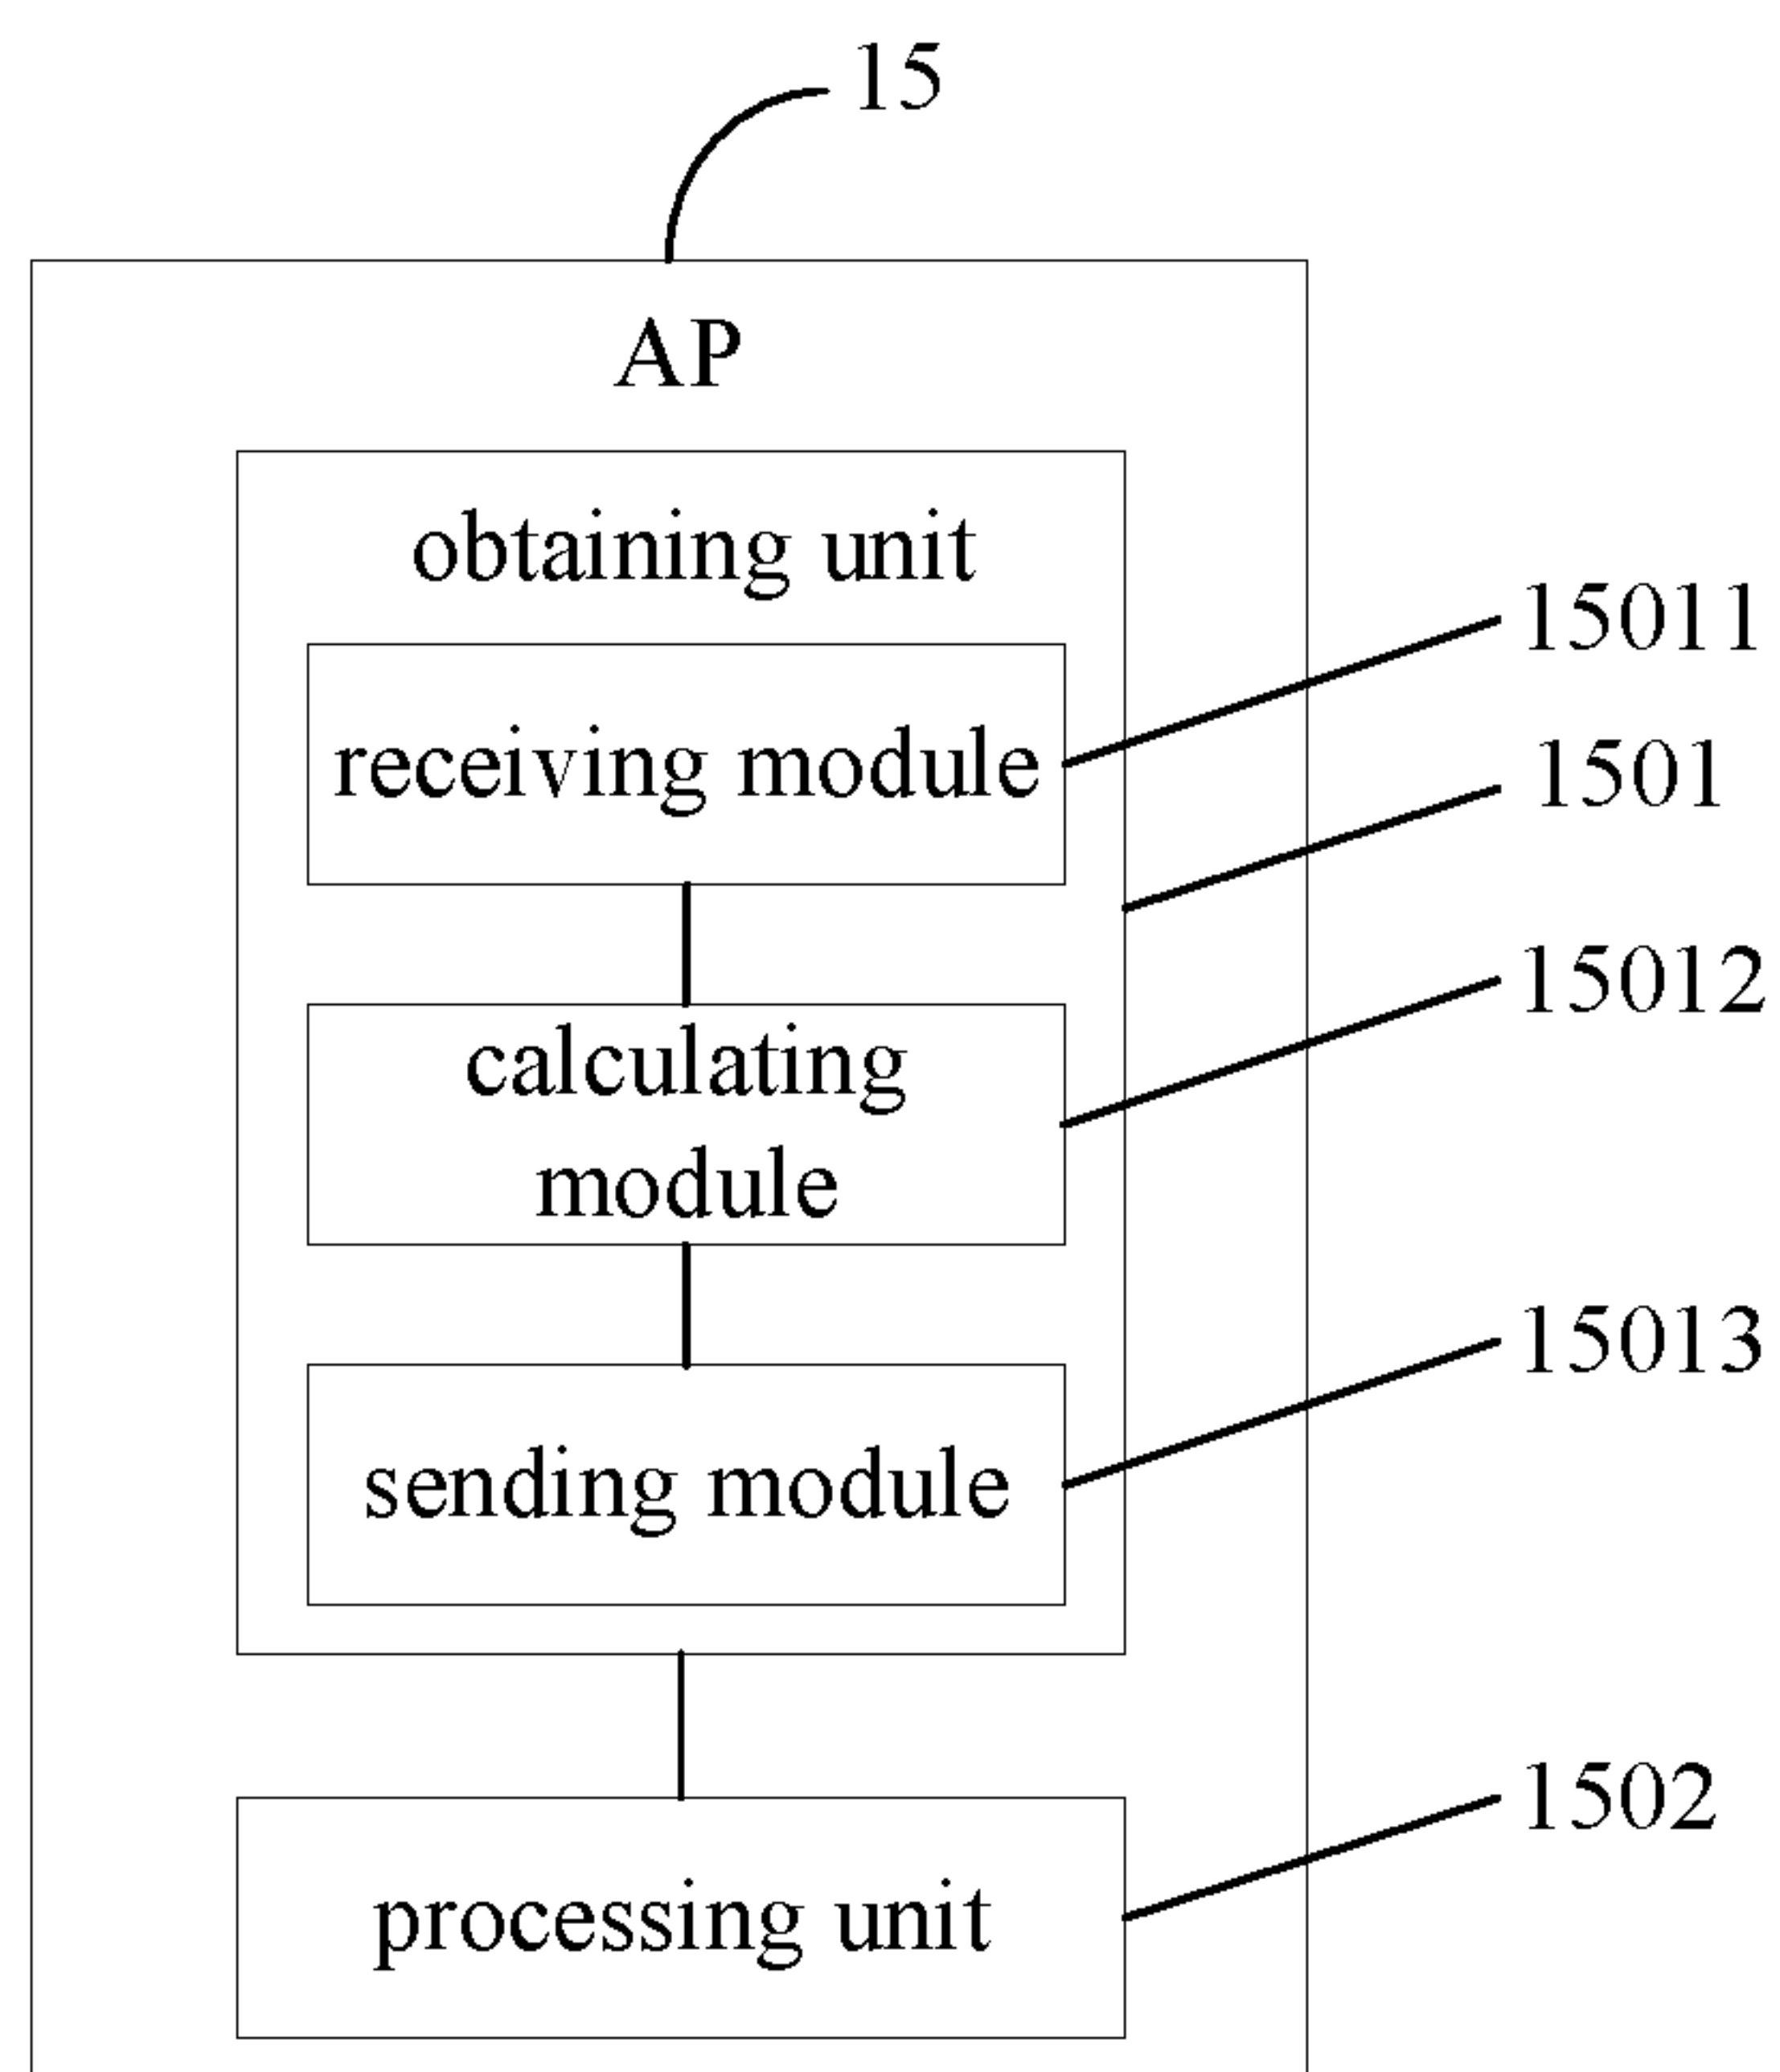 15
AP
obtaining unit
15011
receiving module
1501
15012
calculating
module
15013
sending module
1502
processing unit